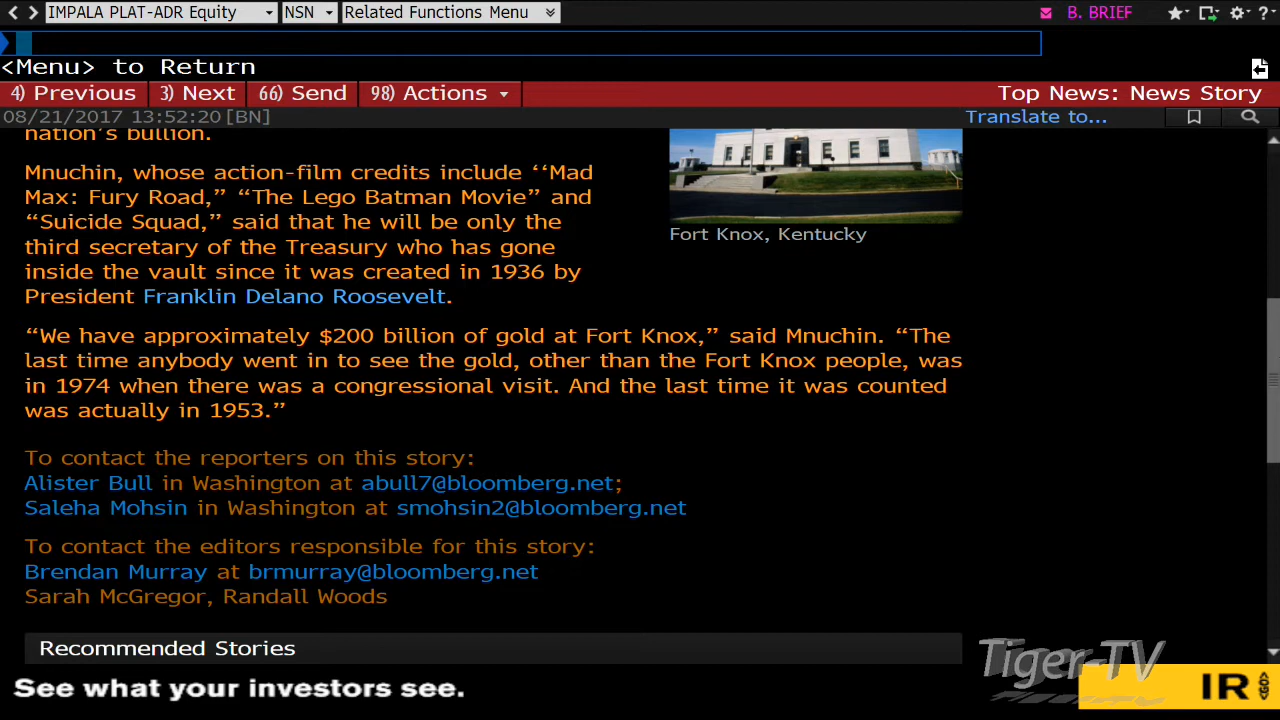 IMPALA PLAT-ADR Equity NSN Related Functions Menu B. BRIEF ?
<Menu> to Return
4) Previous 3) Next 66) Send 98) Actions Top News: News Story
08/21/2017 13:52:20 [BN] Translate to...
nation's bullion.
Mnuchin, whose action-film credits include ‘‘Mad
Max: Fury Road,” “The Lego Batman Movie” and
“Suicide Squad,” said that he will be only the
third secretary of the Treasury who has gone
inside the vault since it was created in 1936 by
President Franklin Delano Roosevelt.
Fort Knox, Kentucky
“We have approximately $200 billion of gold at Fort Knox,” said Mnuchin. “The
last time anybody went in to see the gold, other than the Fort Knox people, was
in 1974 when there was a congressional visit. And the last time it was counted
was actually in 1953.”
To contact the reporters on this story:
Alister Bull in Washington at abull7@bloomberg.net;
Saleha Mohsin in Washington at smohsin2@bloomberg.net
To contact the editors responsible for this story:
Brendan Murray at brmurray@bloomberg.net
Sarah McGregor, Randall Woods
Recommended Stories
Tiger-TV
See what your investors see.
IR